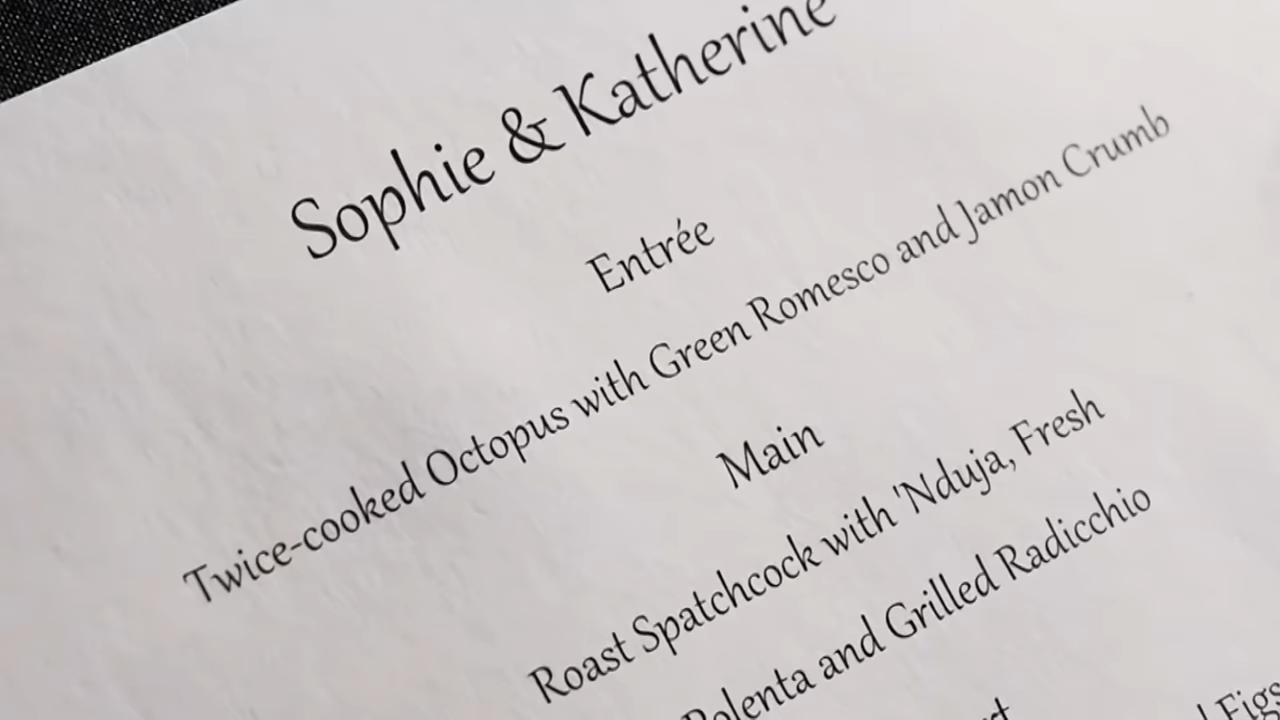 Sophie & Katherine
Entrée
Twice-cooked Octopus with Green Romesco and Jamon Crumb
Main
Roast Spatchcock with 'Nduja, Fresh
Polenta and Grilled Radicchio
Figs